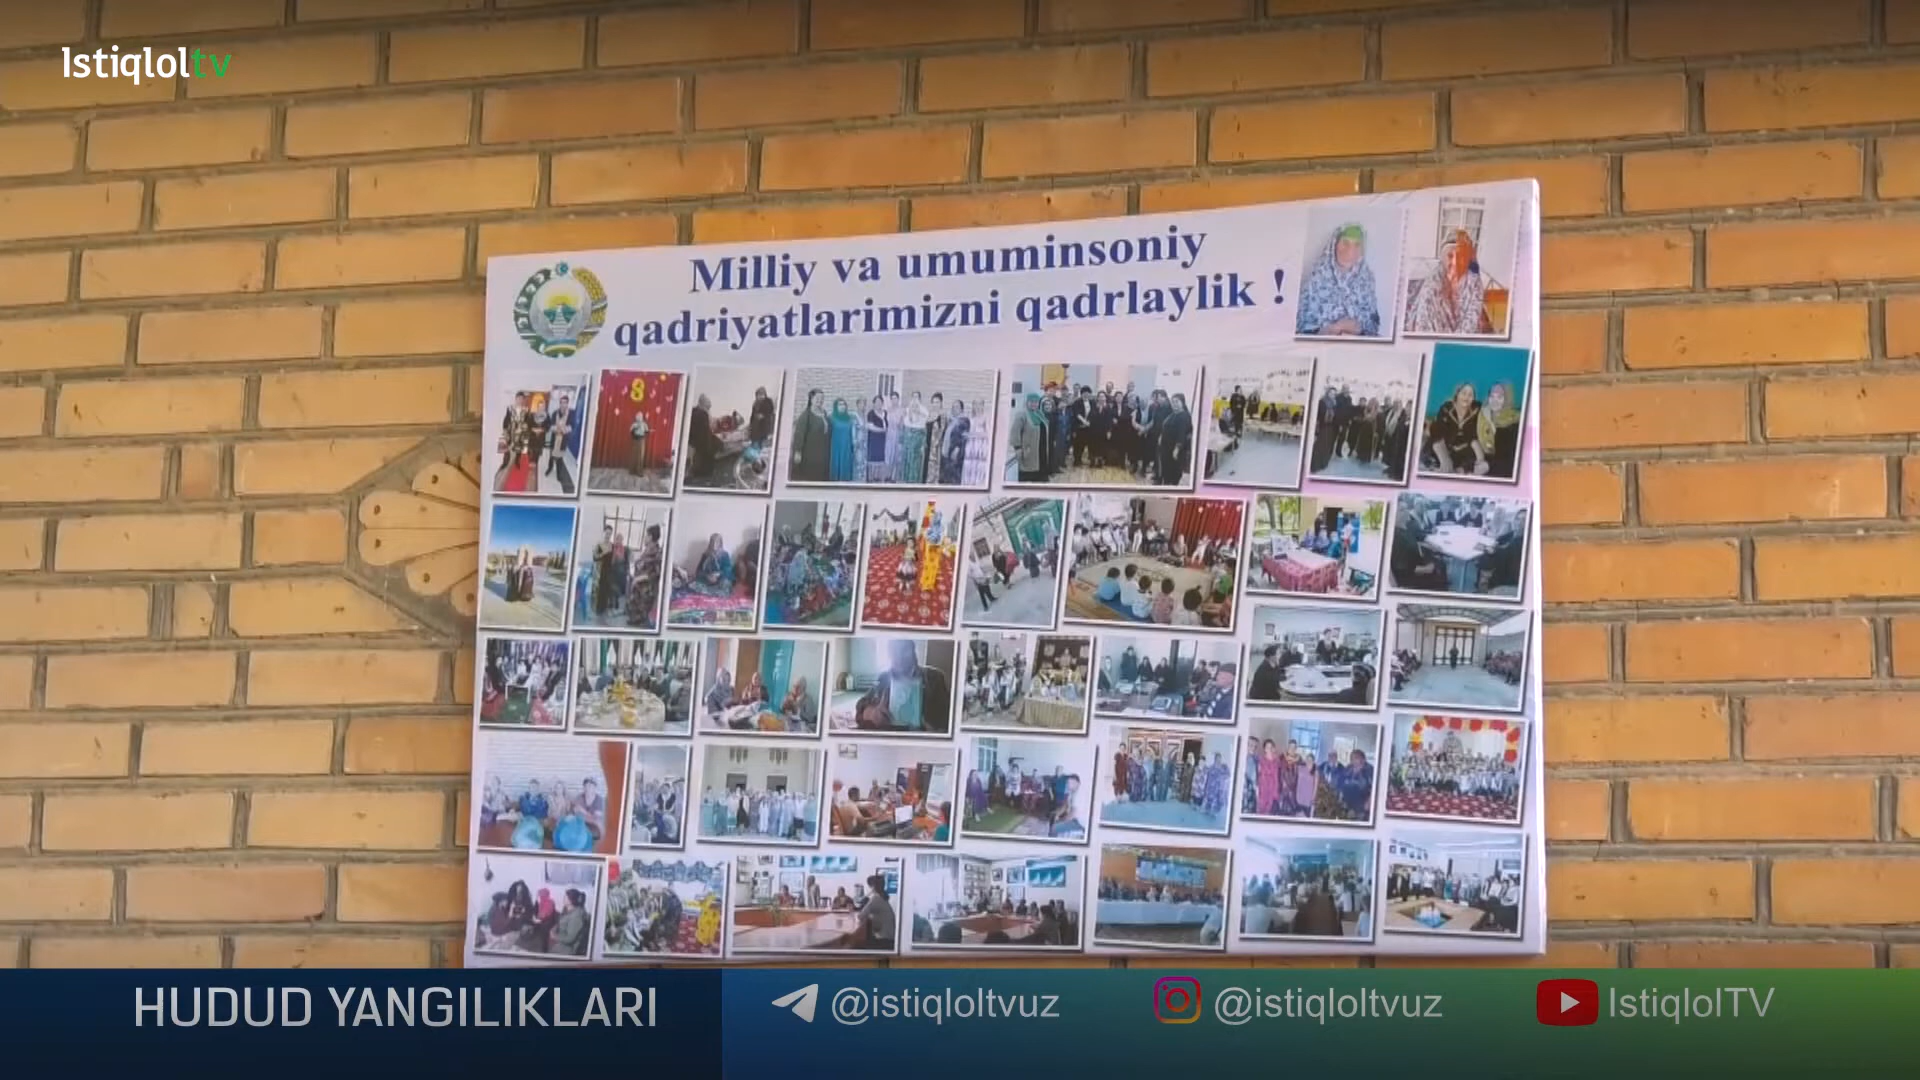 Istiqloltv
Milliy va umuminsoniy
qadriyatlarimizni qadrlaylik !
8
HUDUD YANGILIKLARI
@istiqloltvuz
@istiqloltvuz
IstiqlolTV